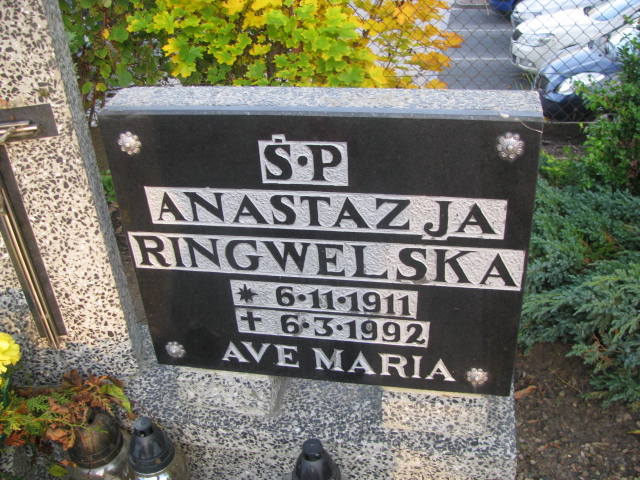 Ś·P
ANASTAZJA
RINGWELSKA
* 6·11·1911
✝ 6·3·1992
AVE MARIA